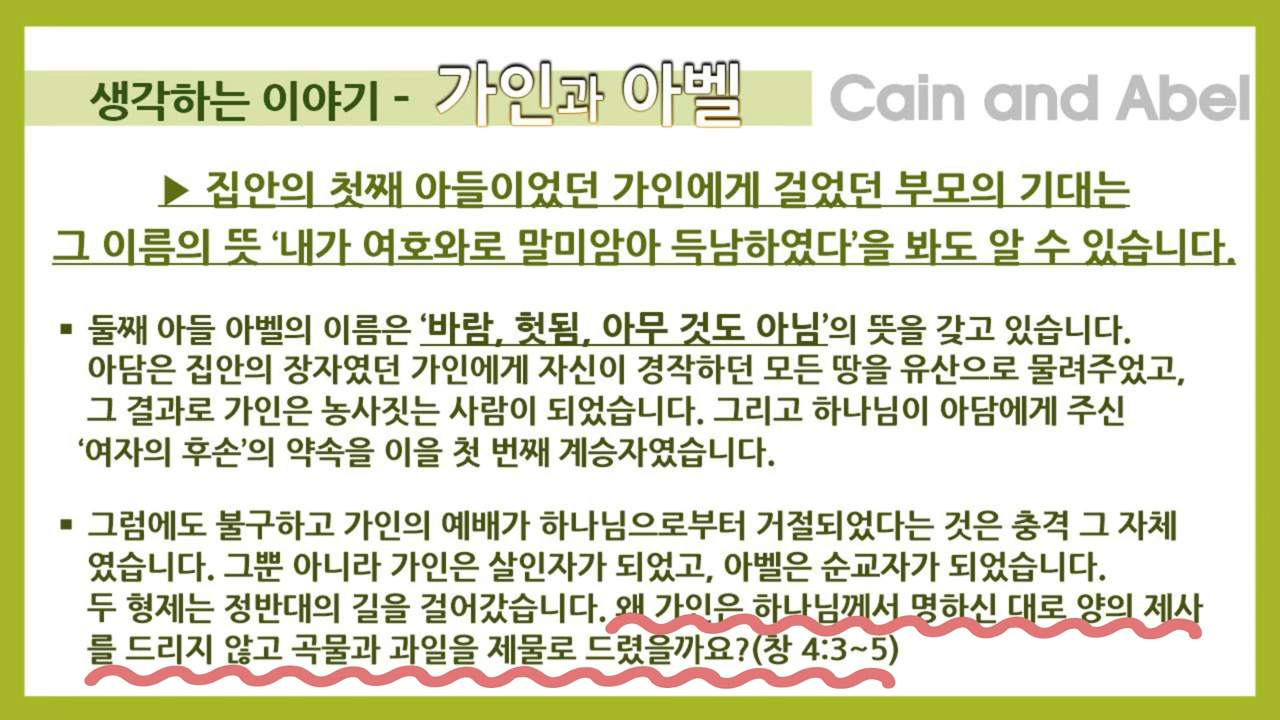 생각하는 이야기 - 가인과 아벨 Cain and Abel
▶ 집안의 첫째 아들이었던 가인에게 걸었던 부모의 기대는
그 이름의 뜻 ‘내가 여호와로 말미암아 득남하였다’을 봐도 알 수 있습니다.
▪ 둘째 아들 아벨의 이름은 ‘바람, 헛됨, 아무 것도 아님’의 뜻을 갖고 있습니다.
아담은 집안의 장자였던 가인에게 자신이 경작하던 모든 땅을 유산으로 물려주었고,
그 결과로 가인은 농사짓는 사람이 되었습니다. 그리고 하나님이 아담에게 주신
‘여자의 후손’의 약속을 이을 첫 번째 계승자였습니다.
▪ 그럼에도 불구하고 가인의 예배가 하나님으로부터 거절되었다는 것은 충격 그 자체
였습니다. 그뿐 아니라 가인은 살인자가 되었고, 아벨은 순교자가 되었습니다.
두 형제는 정반대의 길을 걸어갔습니다. 왜 가인은 하나님께서 명하신 대로 양의 제사
를 드리지 않고 곡물과 과일을 제물로 드렸을까요?(창 4:3~5)